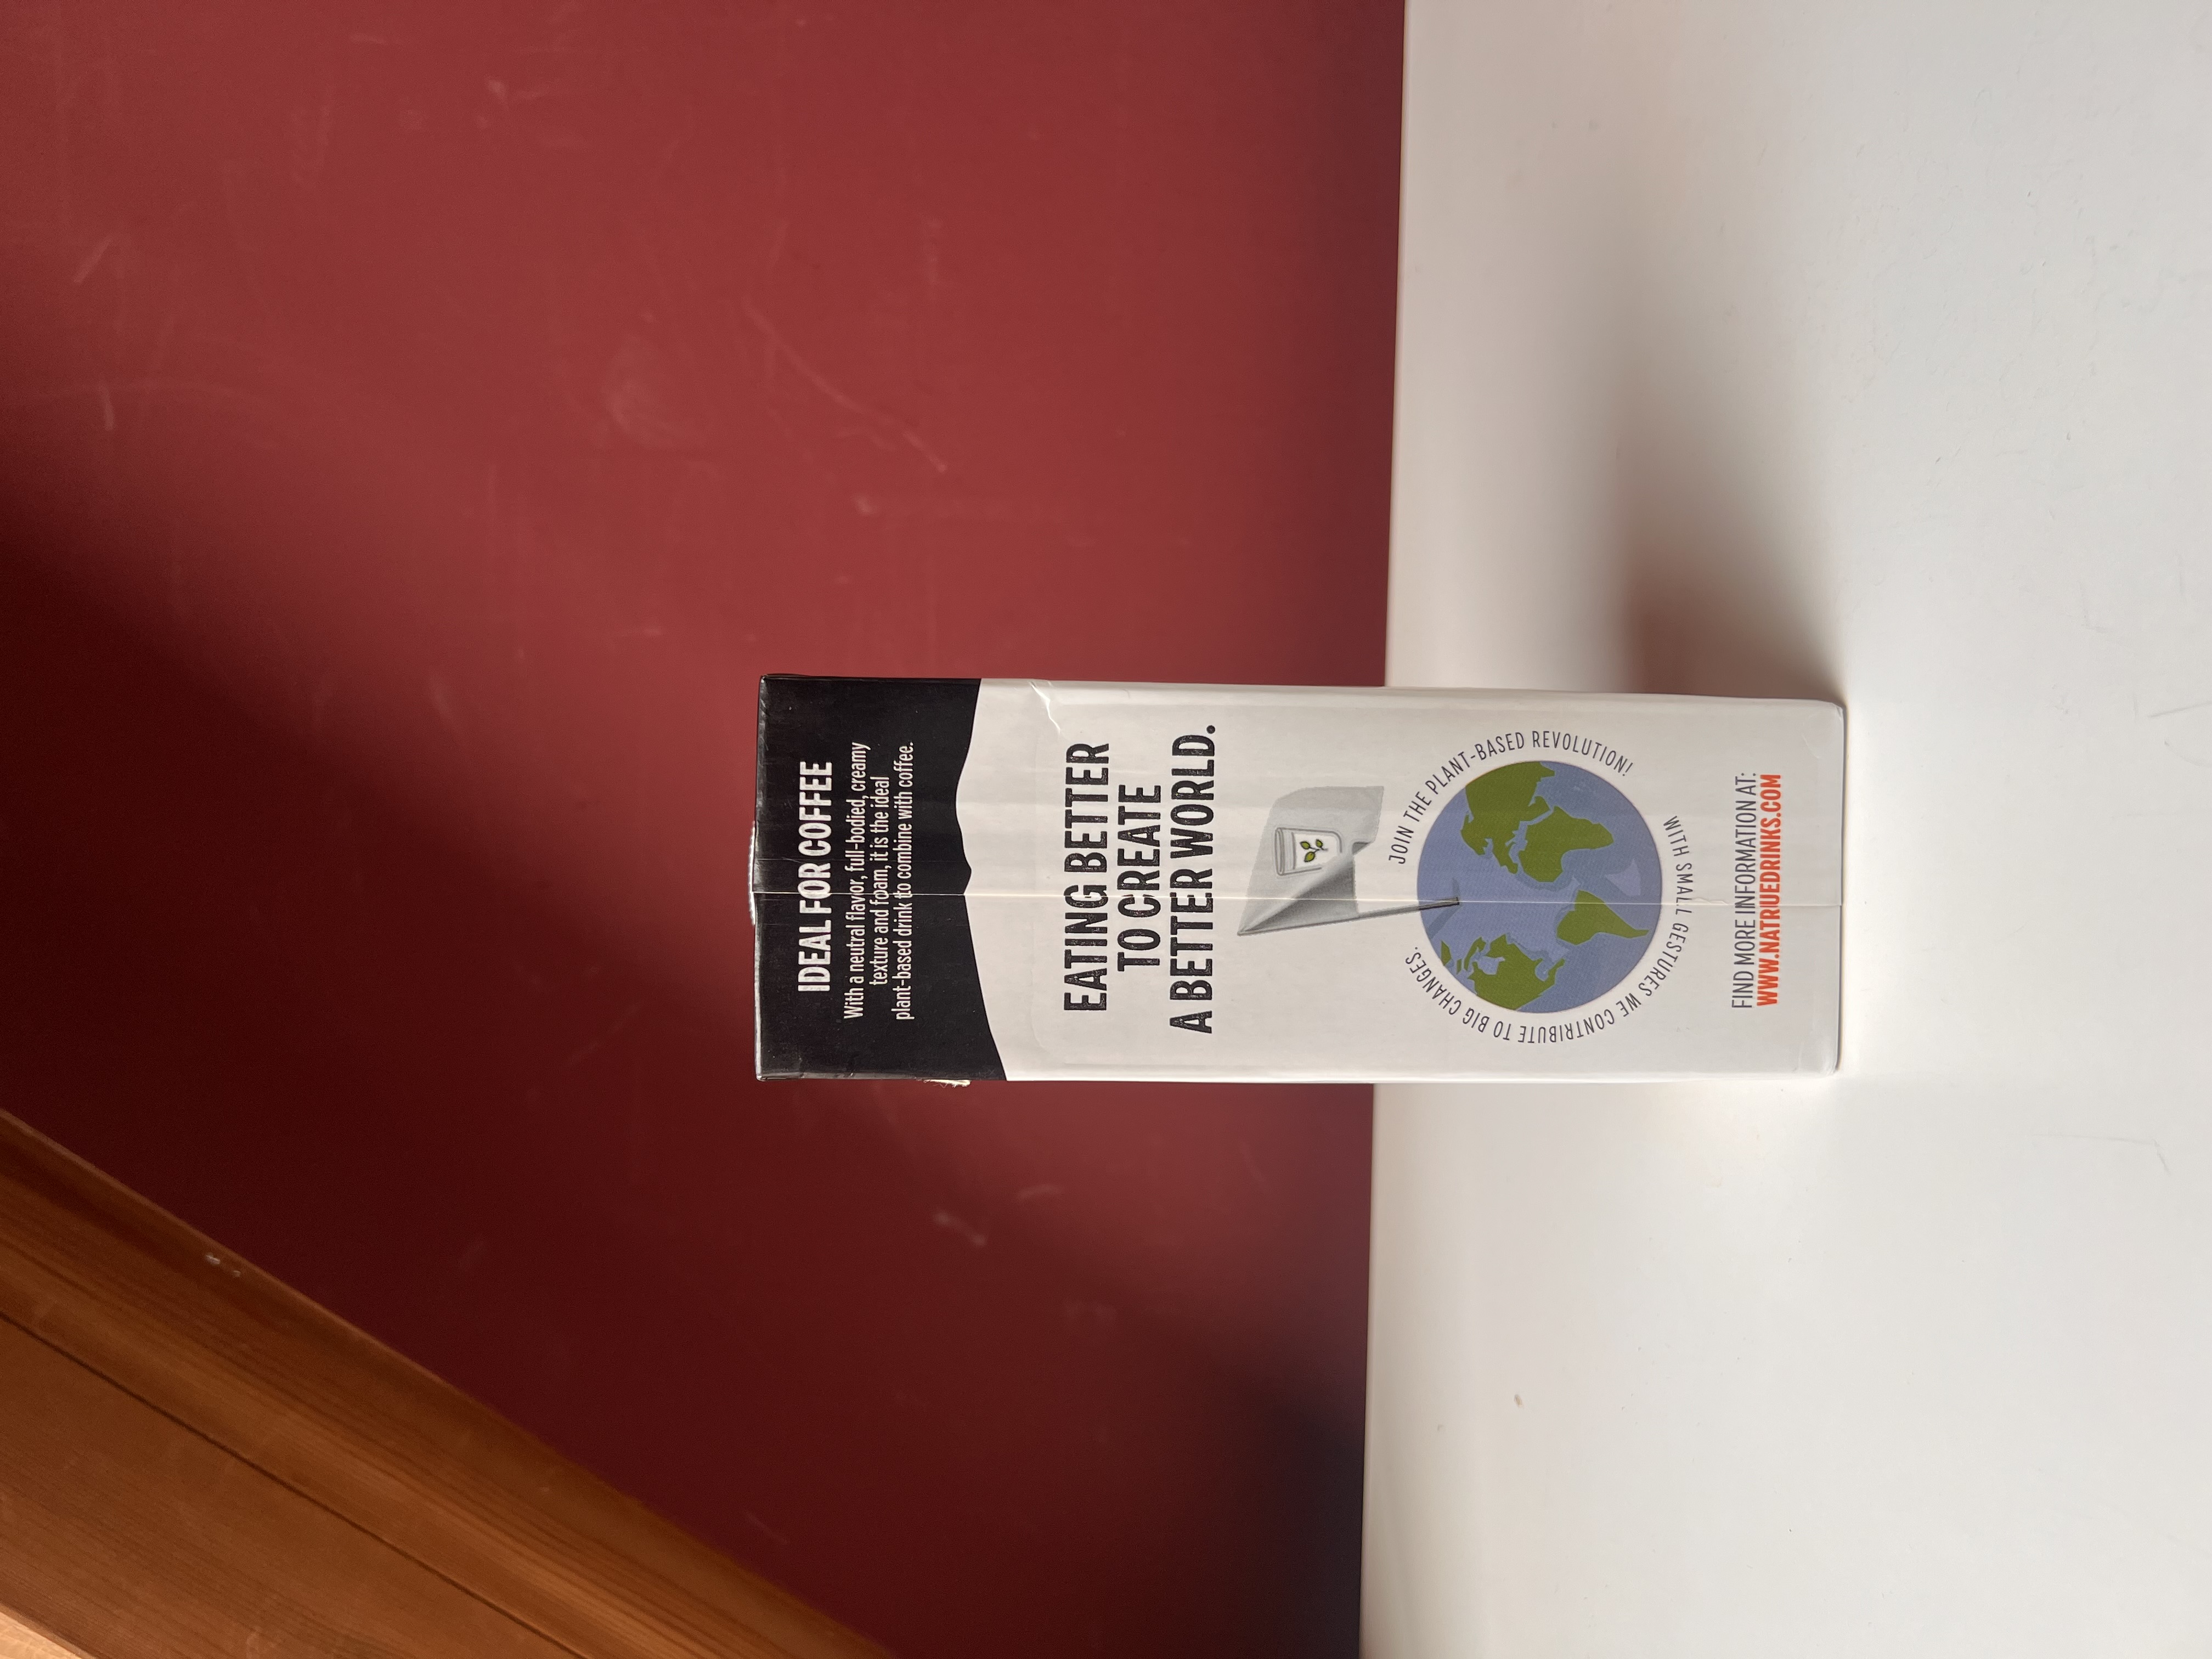 IDEAL FOR COFFEE
With a neutral flavor, full-bodied, creamy
texture and foam, it is the ideal
plant-based drink to combine with coffee.
EATING BETTER
TO CREATE
A BETTER WORLD.
JOIN THE PLANT-BASED REVOLUTION!
WITH SMALL GESTURES WE CONTRIBUTE TO BIG CHANGES.
FIND MORE INFORMATION AT:
WWW.NATRUEDRINKS.COM